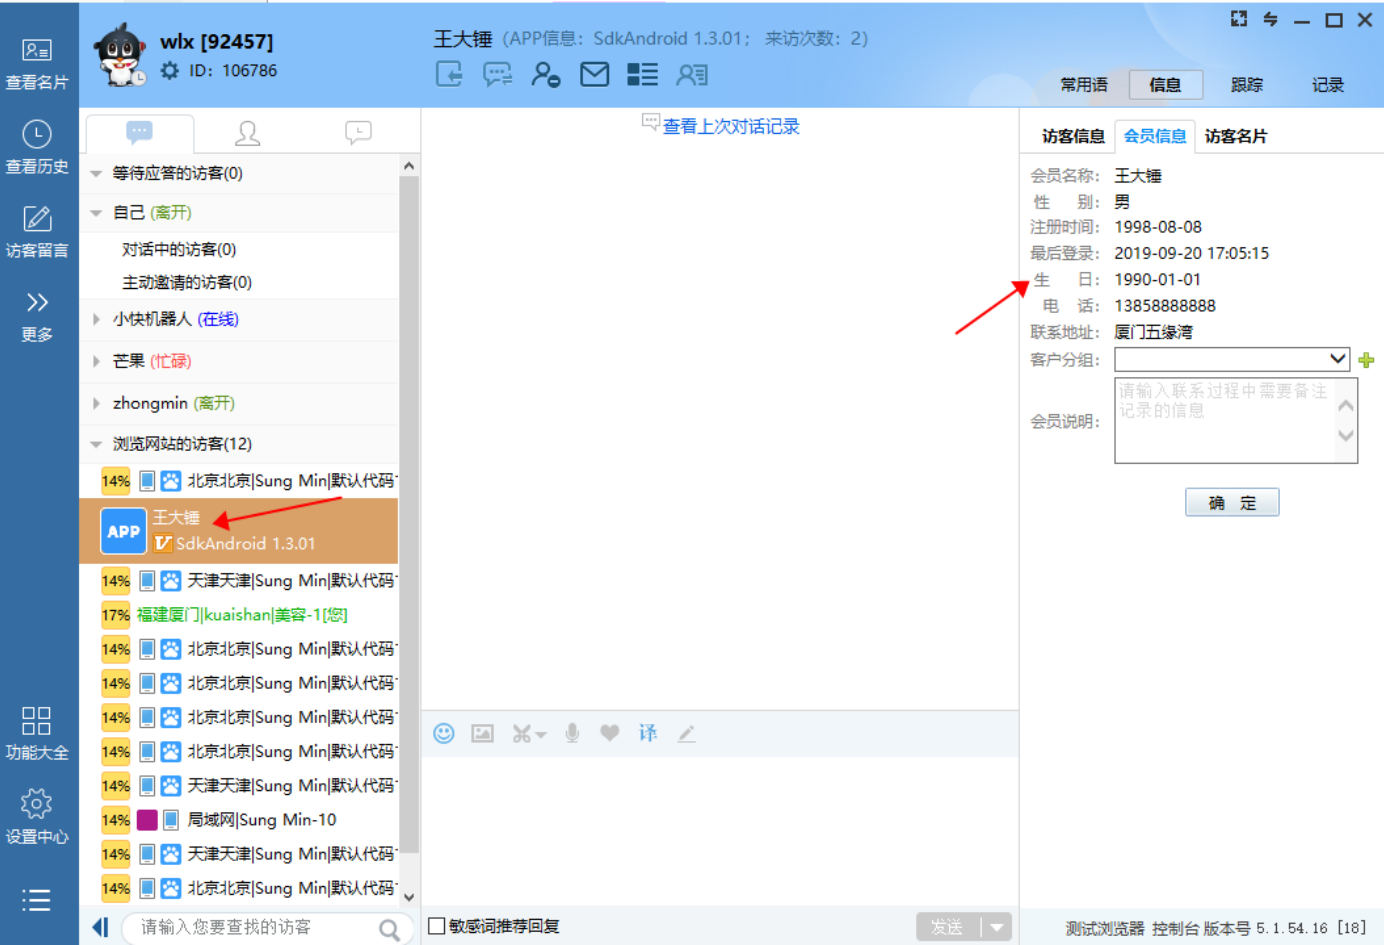 wlx [92457]
ID: 106786
王大锤 (APP信息: SdkAndroid 1.3.01; 来访次数: 2)
常用语
信息
跟踪
记录
查看名片
查看历史
访客留言
更多
功能大全
设置中心
等待应答的访客(0)
自己 (离开)
对话中的访客(0)
主动邀请的访客(0)
小快机器人 (在线)
芒果 (忙碌)
zhongmin (离开)
浏览网站的访客(12)
14% 北京北京|Sung Min|默认代码
APP
王大锤
V SdkAndroid 1.3.01
14% 天津天津|Sung Min|默认代码
17% 福建厦门|kuaishan|美容-1[您]
14% 北京北京|Sung Min|默认代码
14% 北京北京|Sung Min|默认代码
14% 北京北京|Sung Min|默认代码
14% 北京北京|Sung Min|默认代码
14% 天津天津|Sung Min|默认代码
14% 局域网|Sung Min-10
14% 天津天津|Sung Min|默认代码
14% 北京北京|Sung Min|默认代码
请输入您要查找的访客
查看上次对话记录
译
敏感词推荐回复
发送
访客信息
会员信息
访客名片
会员名称: 王大锤
性 别: 男
注册时间: 1998-08-08
最后登录: 2019-09-20 17:05:15
生 日: 1990-01-01
电 话: 13858888888
联系地址: 厦门五缘湾
客户分组:
会员说明:
请输入联系过程中需要备注
记录的信息
确 定
测试浏览器 控制台 版本号 5.1.54.16 [18]